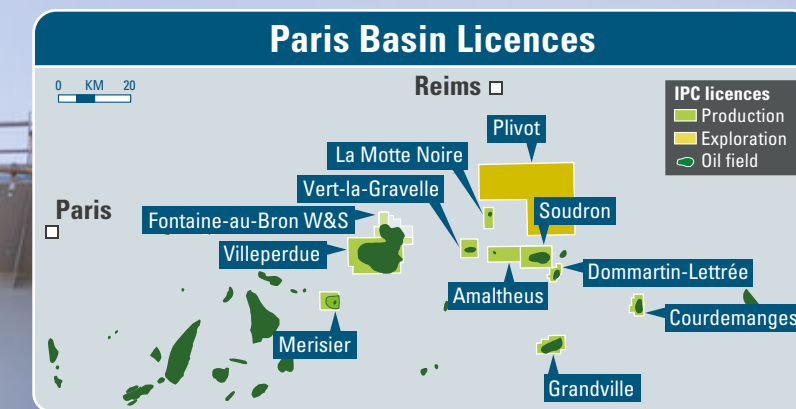 Paris Basin Licences
0 KM 20
Reims
IPC licences
Production
Exploration
Oil field
Plivot
La Motte Noire
Vert-la-Gravelle
Soudron
Paris
Fontaine-au-Bron W&S
Villeperdue
Dommartin-Lettrée
Amaltheus
Courdemanges
Merisier
Grandville